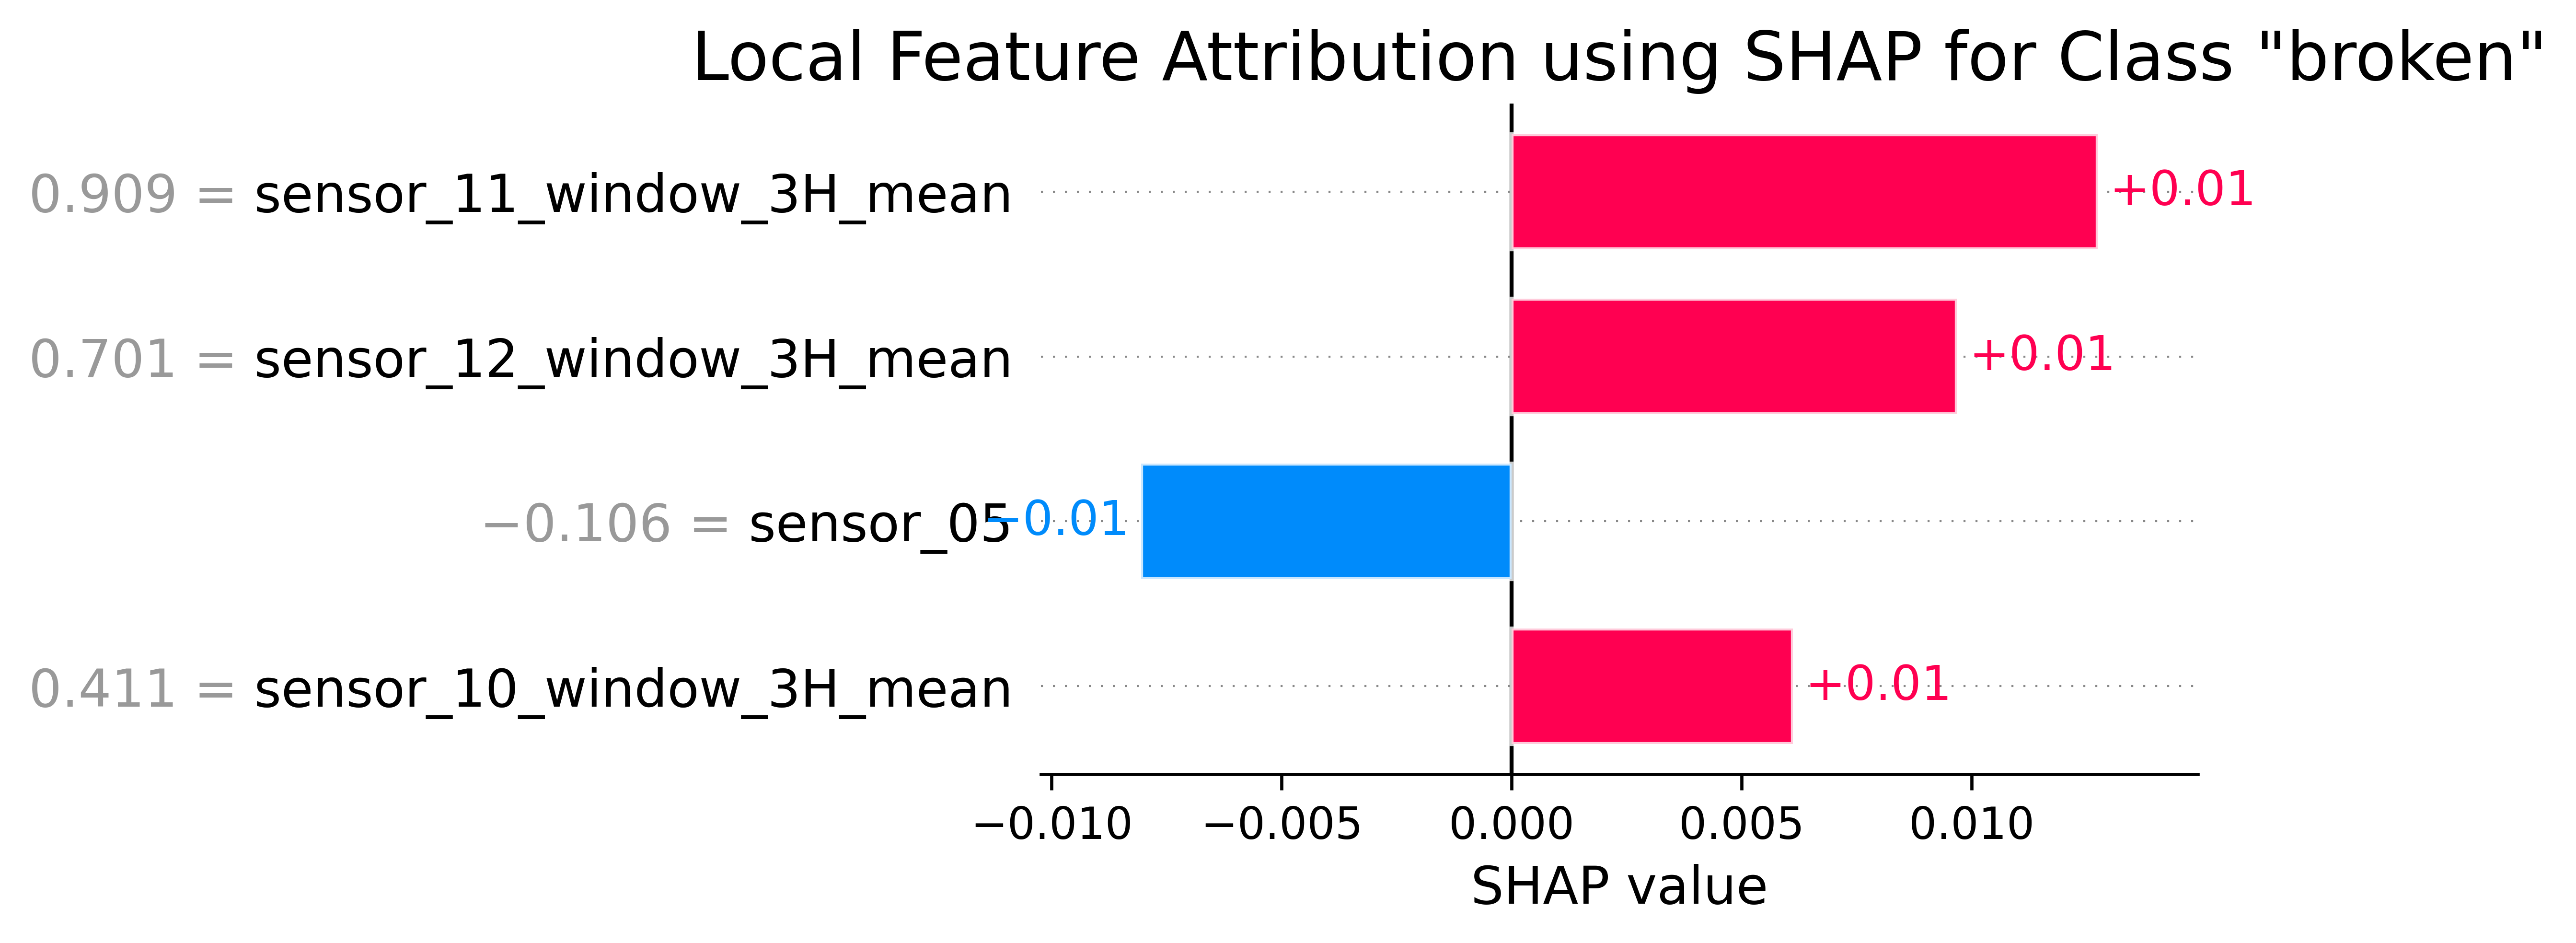 Local Feature Attribution using SHAP for Class "broken"
0.909 = sensor_11_window_3H_mean +0.01
0.701 = sensor_12_window_3H_mean +0.01
−0.106 = sensor_05 −0.01
0.411 = sensor_10_window_3H_mean +0.01
−0.010 −0.005 0.000 0.005 0.010
SHAP value